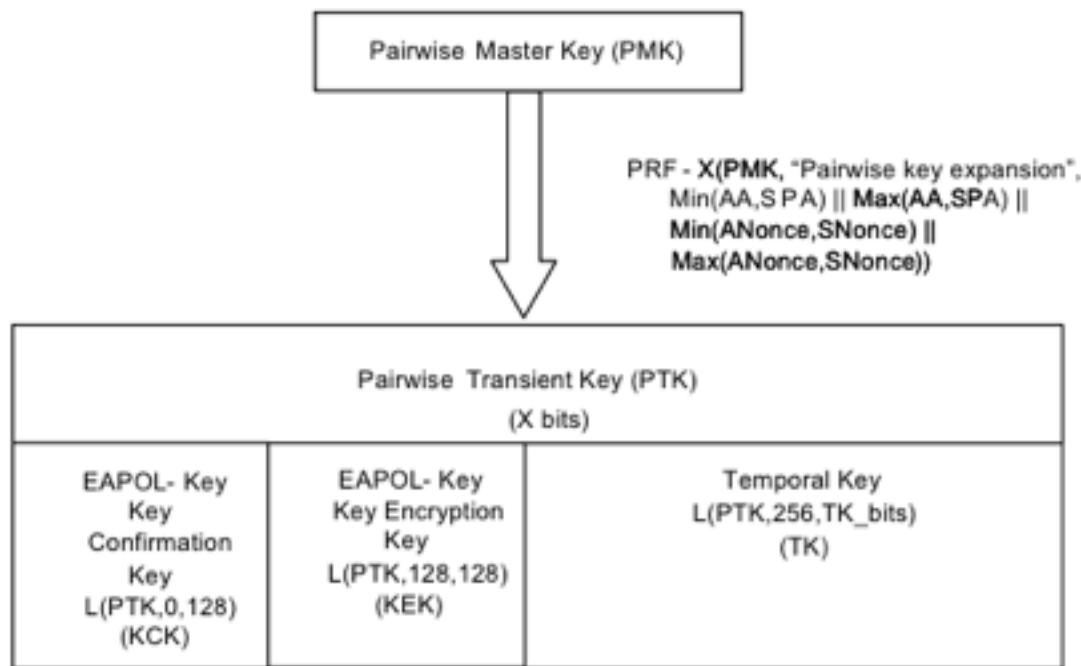 Pairwise Master Key (PMK)
PRF - X(PMK, “Pairwise key expansion”,
Min(AA,SPA) || Max(AA,SPA) ||
Min(ANonce,SNonce) ||
Max(ANonce,SNonce))
Pairwise Transient Key (PTK)
(X bits)
EAPOL- Key
Key
Confirmation
Key
L(PTK,0,128)
(KCK)
EAPOL- Key
Key Encryption
Key
L(PTK,128,128)
(KEK)
Temporal Key
L(PTK,256,TK_bits)
(TK)